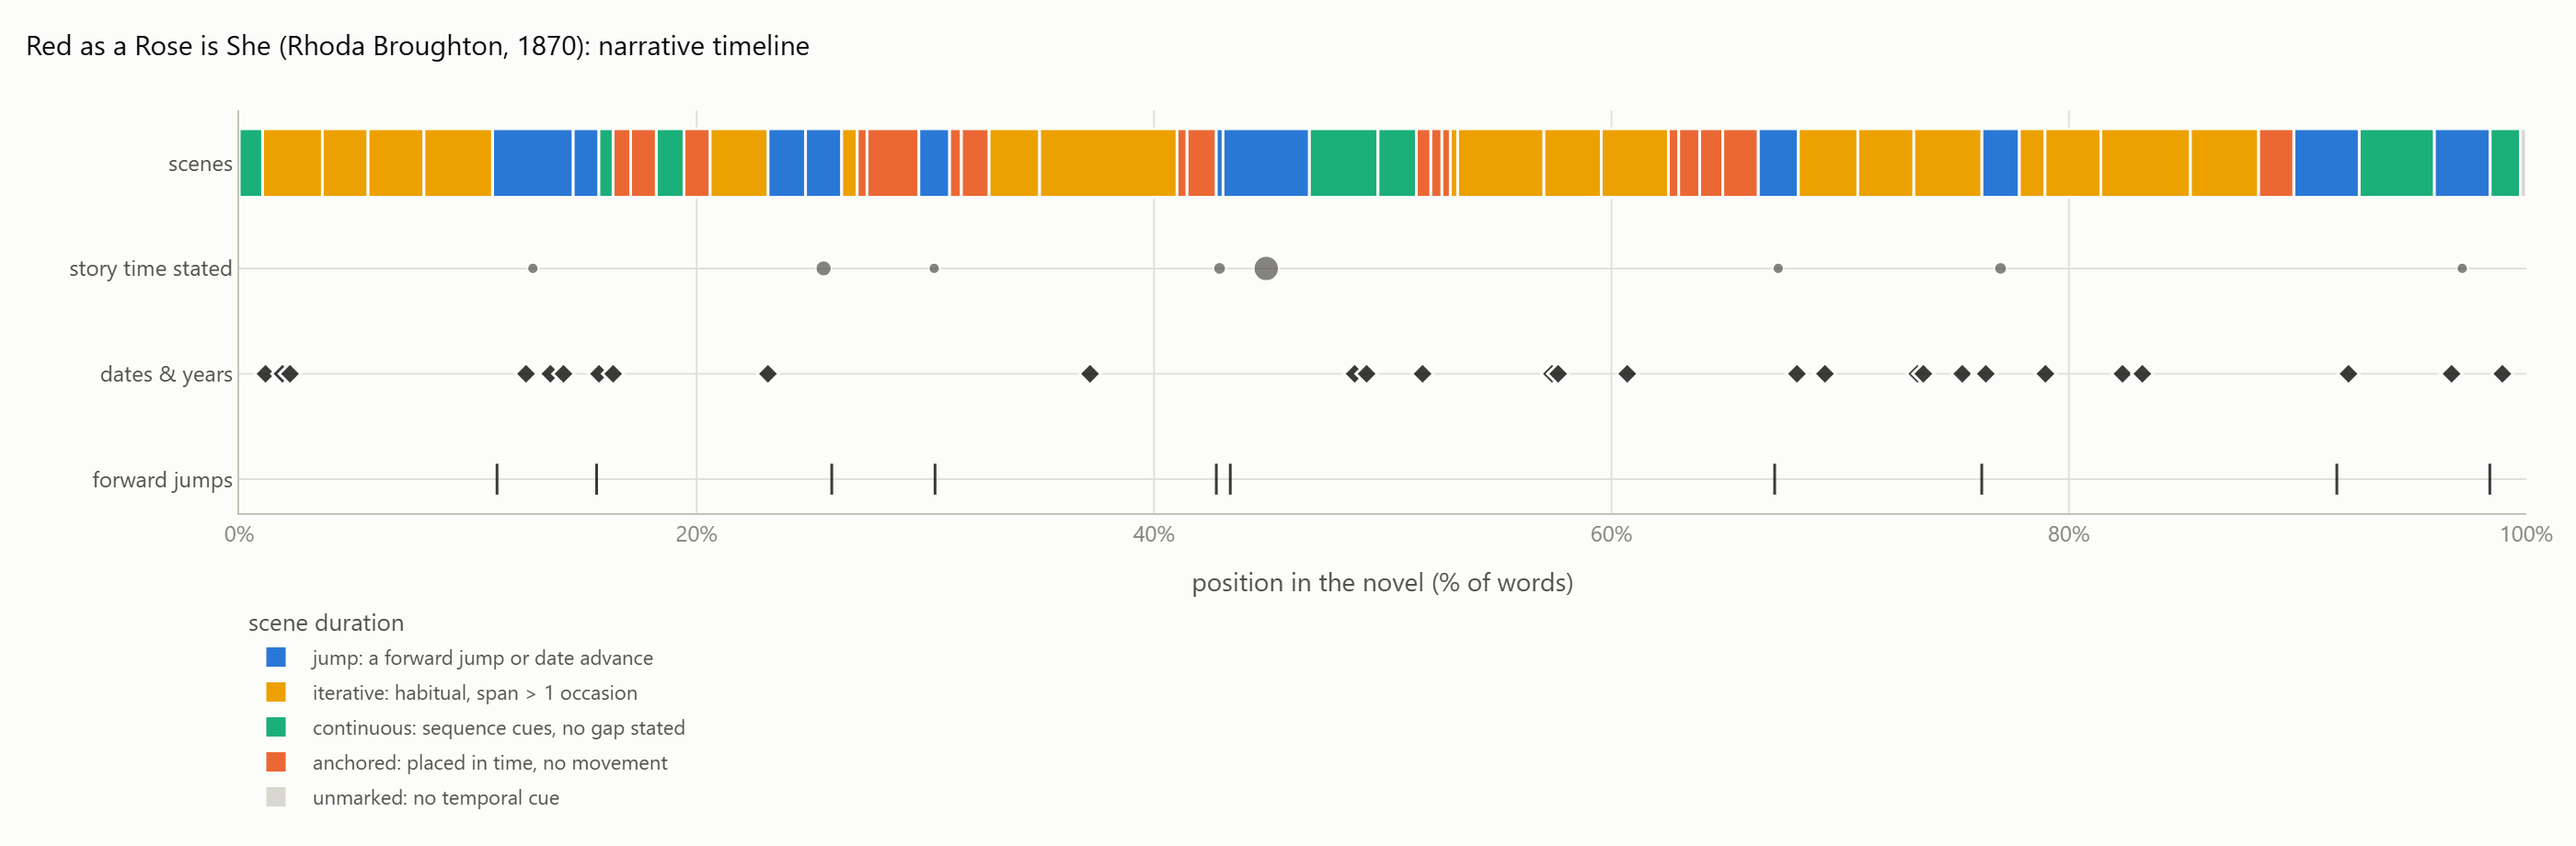 Red as a Rose is She (Rhoda Broughton, 1870): narrative timeline
scenes
story time stated
dates & years
forward jumps
0% 20% 40% 60% 80% 100%
position in the novel (% of words)
scene duration
jump: a forward jump or date advance
iterative: habitual, span > 1 occasion
continuous: sequence cues, no gap stated
anchored: placed in time, no movement
unmarked: no temporal cue